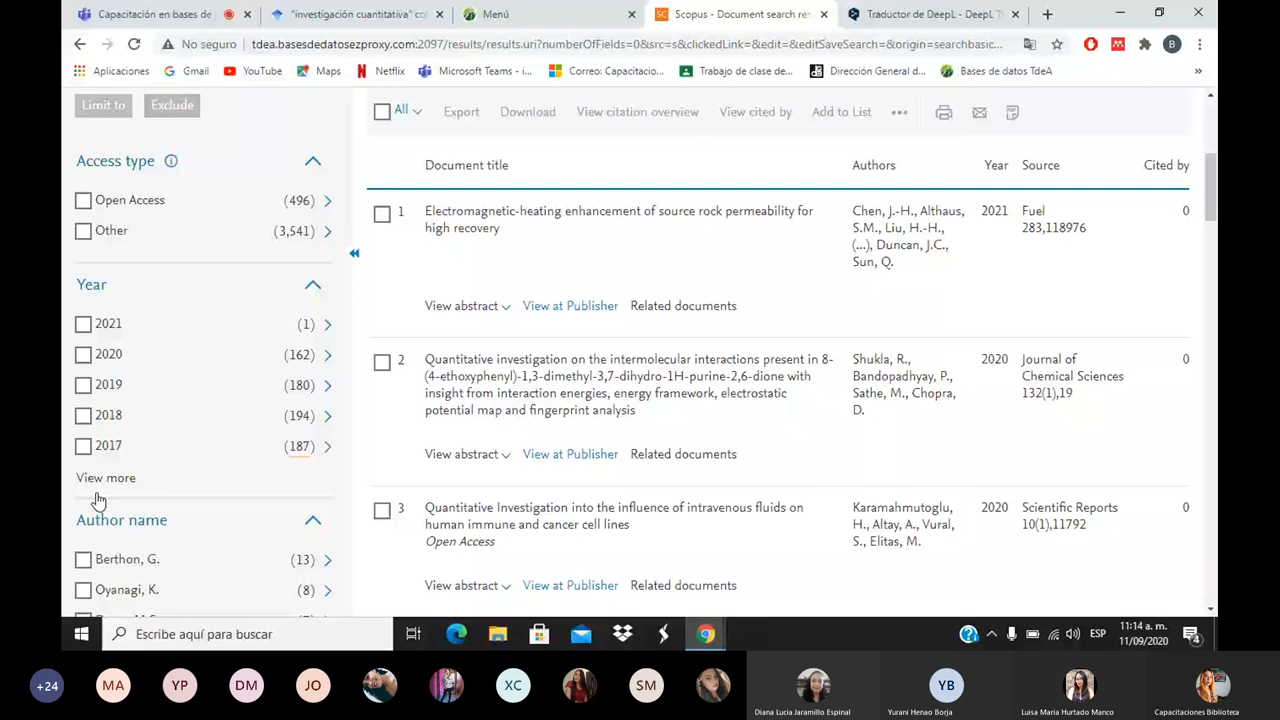 Capacitación en bases de
"investigación cuantitativa" col
Menú
Scopus - Document search res
Traductor de DeepL - DeepL T
No seguro
tdea.basesdedatosezproxy.com:2097/results/results.uri?numberOfFields=0&src=s&clickedLink=&edit=&editSaveSearch=&origin=searchbasic...
B
Aplicaciones
Gmail
YouTube
Maps
Netflix
Microsoft Teams - i...
Correo: Capacitacio...
Trabajo de clase de...
Dirección General d...
Bases de datos TdeA
»
Limit to
Exclude
All
Export
Download
View citation overview
View cited by
Add to List
Access type
Open Access
(496)
Other
(3,541)
Year
2021
(1)
2020
(162)
2019
(180)
2018
(194)
2017
(187)
View more
Author name
Berthon, G.
(13)
Oyanagi, K.
(8)
Document title
Authors
Year
Source
Cited by
1
Electromagnetic-heating enhancement of source rock permeability for
high recovery
Chen, J.-H., Althaus,
S.M., Liu, H.-H.,
(...), Duncan, J.C.,
Sun, Q.
2021
Fuel
283,118976
0
View abstract
View at Publisher
Related documents
2
Quantitative investigation on the intermolecular interactions present in 8-
(4-ethoxyphenyl)-1,3-dimethyl-3,7-dihydro-1H-purine-2,6-dione with
insight from interaction energies, energy framework, electrostatic
potential map and fingerprint analysis
Shukla, R.,
Bandopadhyay, P.,
Sathe, M., Chopra,
D.
2020
Journal of
Chemical Sciences
132(1),19
0
View abstract
View at Publisher
Related documents
3
Quantitative Investigation into the influence of intravenous fluids on
human immune and cancer cell lines
Open Access
Karamahmutoglu,
H., Altay, A., Vural,
S., Elitas, M.
2020
Scientific Reports
10(1),11792
0
View abstract
View at Publisher
Related documents
Escribe aquí para buscar
ESP
11:14 a. m.
11/09/2020
4
+24
MA
YP
DM
JO
XC
SM
YB
Diana Lucia Jaramillo Espinal
Yurani Henao Borja
Luisa Maria Hurtado Manco
Capacitaciones Biblioteca